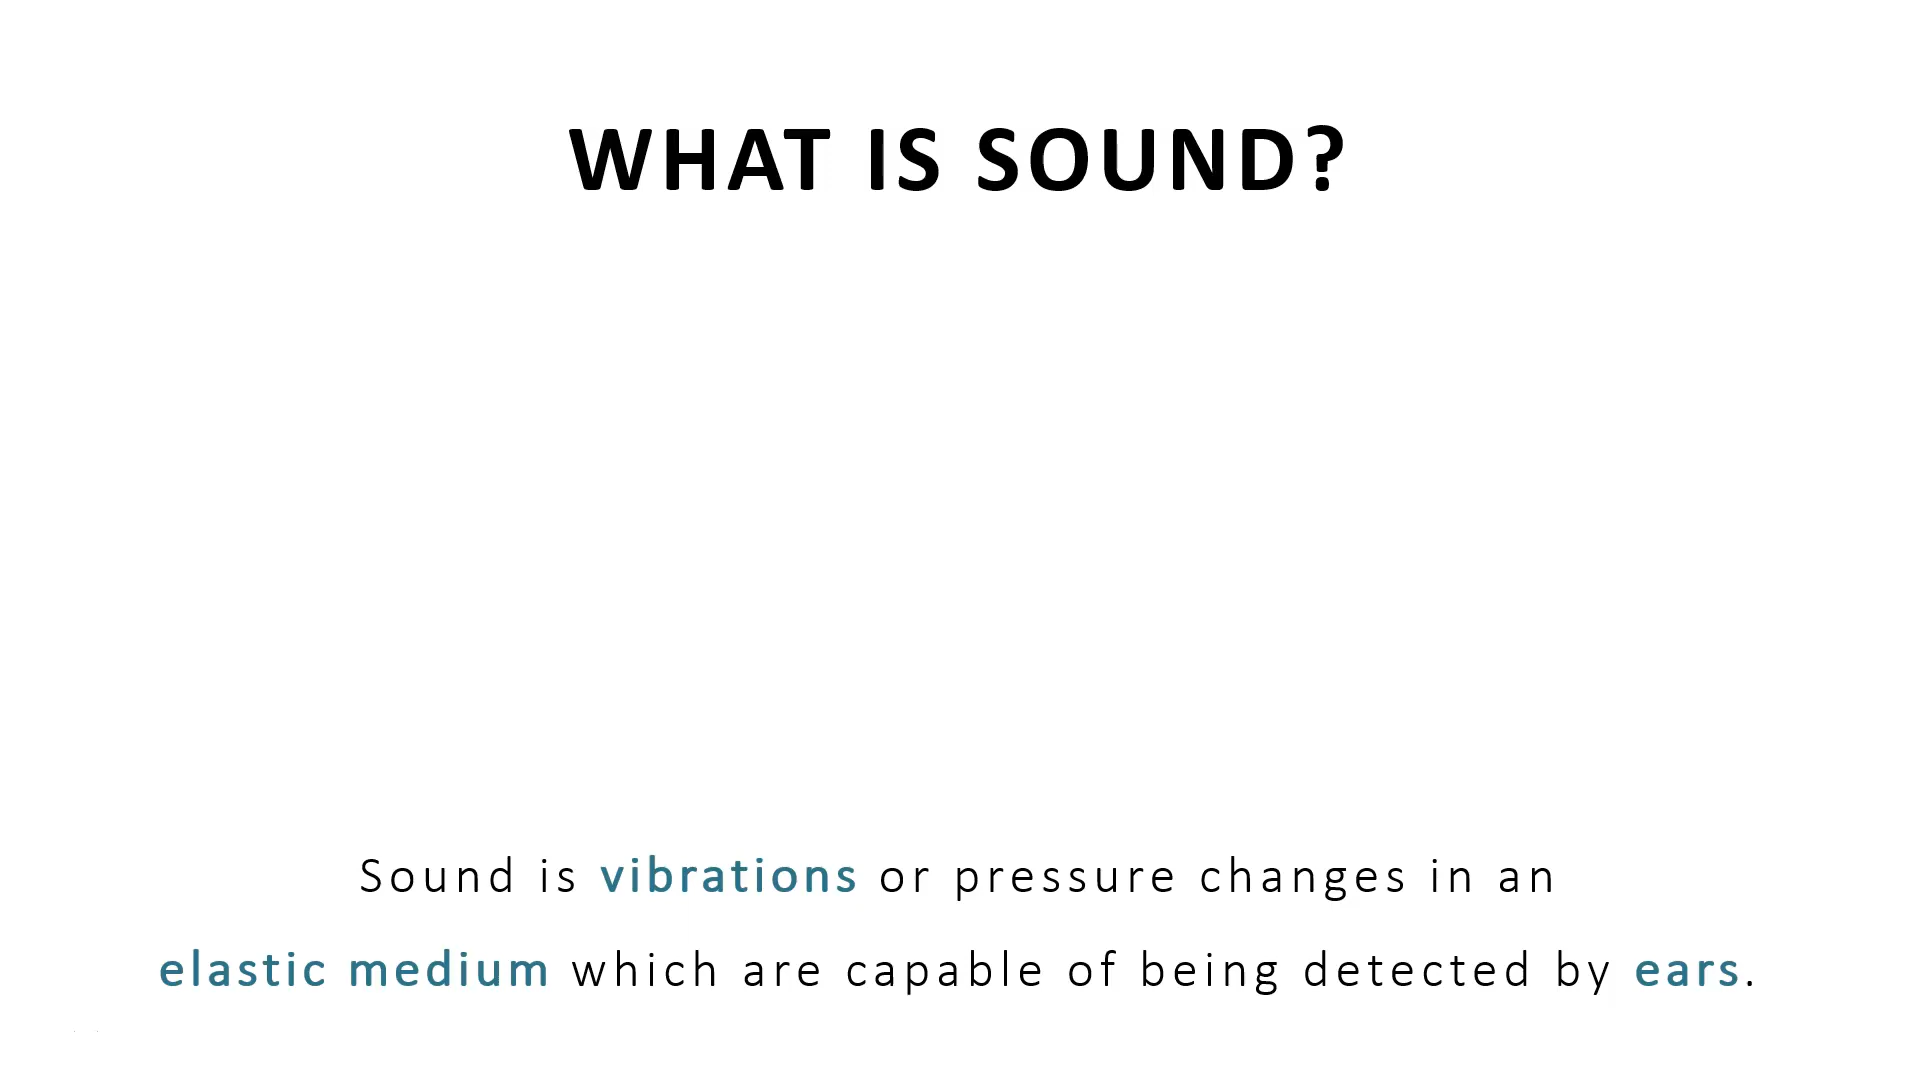 WHAT IS SOUND?
Sound is vibrations or pressure changes in an
elastic medium which are capable of being detected by ears.